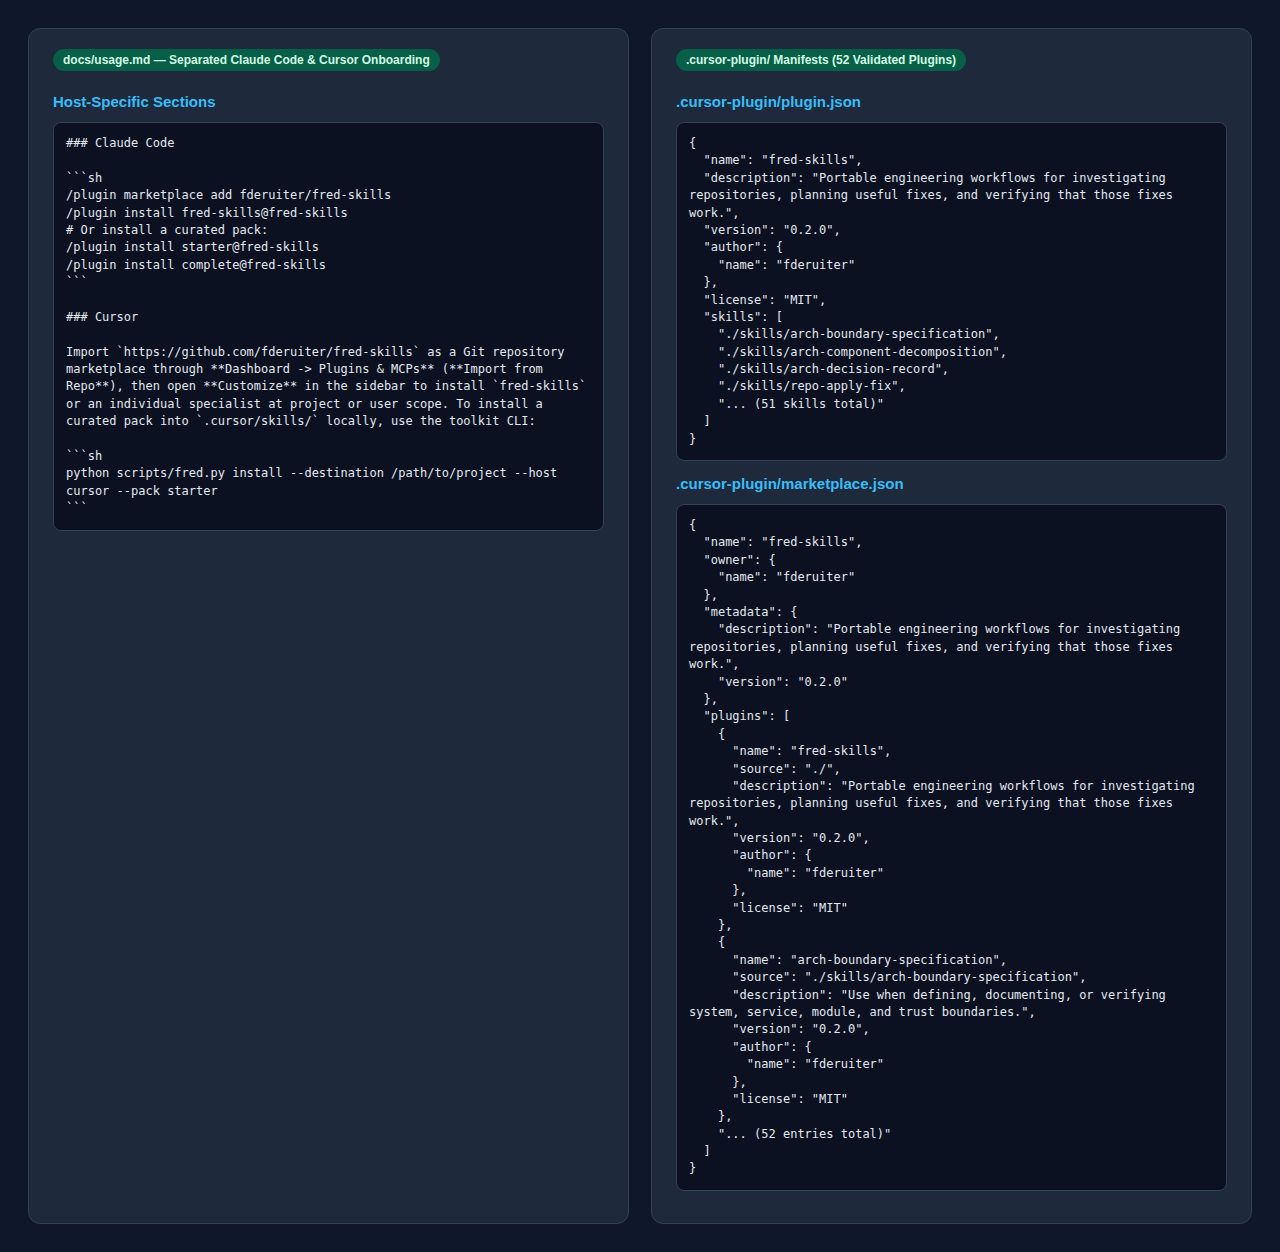 docs/usage.md — Separated Claude Code & Cursor Onboarding
Host-Specific Sections
### Claude Code

```sh
/plugin marketplace add fderuiter/fred-skills
/plugin install fred-skills@fred-skills
# Or install a curated pack:
/plugin install starter@fred-skills
/plugin install complete@fred-skills
```

### Cursor

Import `https://github.com/fderuiter/fred-skills` as a Git repository
marketplace through **Dashboard -> Plugins & MCPs** (**Import from
Repo**), then open **Customize** in the sidebar to install `fred-skills`
or an individual specialist at project or user scope. To install a
curated pack into `.cursor/skills/` locally, use the toolkit CLI:

```sh
python scripts/fred.py install --destination /path/to/project --host
cursor --pack starter
```
.cursor-plugin/ Manifests (52 Validated Plugins)
.cursor-plugin/plugin.json
{
  "name": "fred-skills",
  "description": "Portable engineering workflows for investigating
repositories, planning useful fixes, and verifying that those fixes
work.",
  "version": "0.2.0",
  "author": {
    "name": "fderuiter"
  },
  "license": "MIT",
  "skills": [
    "./skills/arch-boundary-specification",
    "./skills/arch-component-decomposition",
    "./skills/arch-decision-record",
    "./skills/repo-apply-fix",
    "... (51 skills total)"
  ]
}
.cursor-plugin/marketplace.json
{
  "name": "fred-skills",
  "owner": {
    "name": "fderuiter"
  },
  "metadata": {
    "description": "Portable engineering workflows for investigating
repositories, planning useful fixes, and verifying that those fixes
work.",
    "version": "0.2.0"
  },
  "plugins": [
    {
      "name": "fred-skills",
      "source": "./",
      "description": "Portable engineering workflows for investigating
repositories, planning useful fixes, and verifying that those fixes
work.",
      "version": "0.2.0",
      "author": {
        "name": "fderuiter"
      },
      "license": "MIT"
    },
    {
      "name": "arch-boundary-specification",
      "source": "./skills/arch-boundary-specification",
      "description": "Use when defining, documenting, or verifying
system, service, module, and trust boundaries.",
      "version": "0.2.0",
      "author": {
        "name": "fderuiter"
      },
      "license": "MIT"
    },
    "... (52 entries total)"
  ]
}